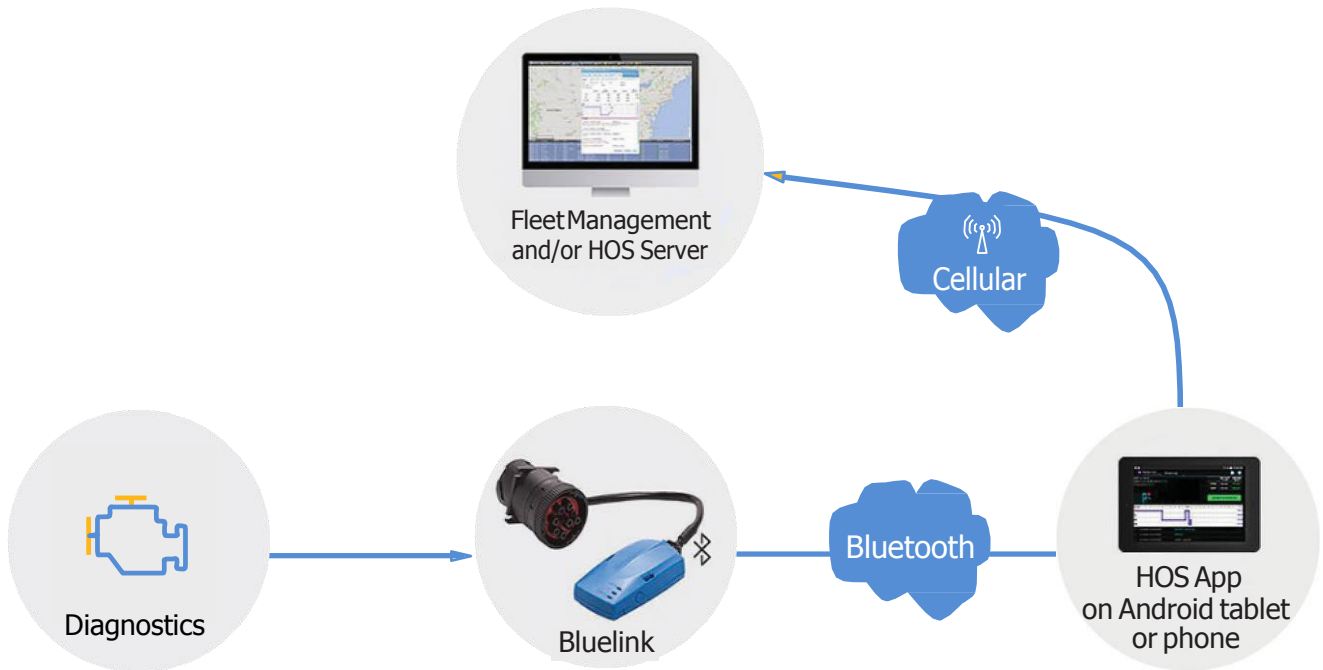 Fleet Management
and/or HOS Server
Cellular
Diagnostics
Bluelink
Bluetooth
HOS App
on Android tablet
or phone